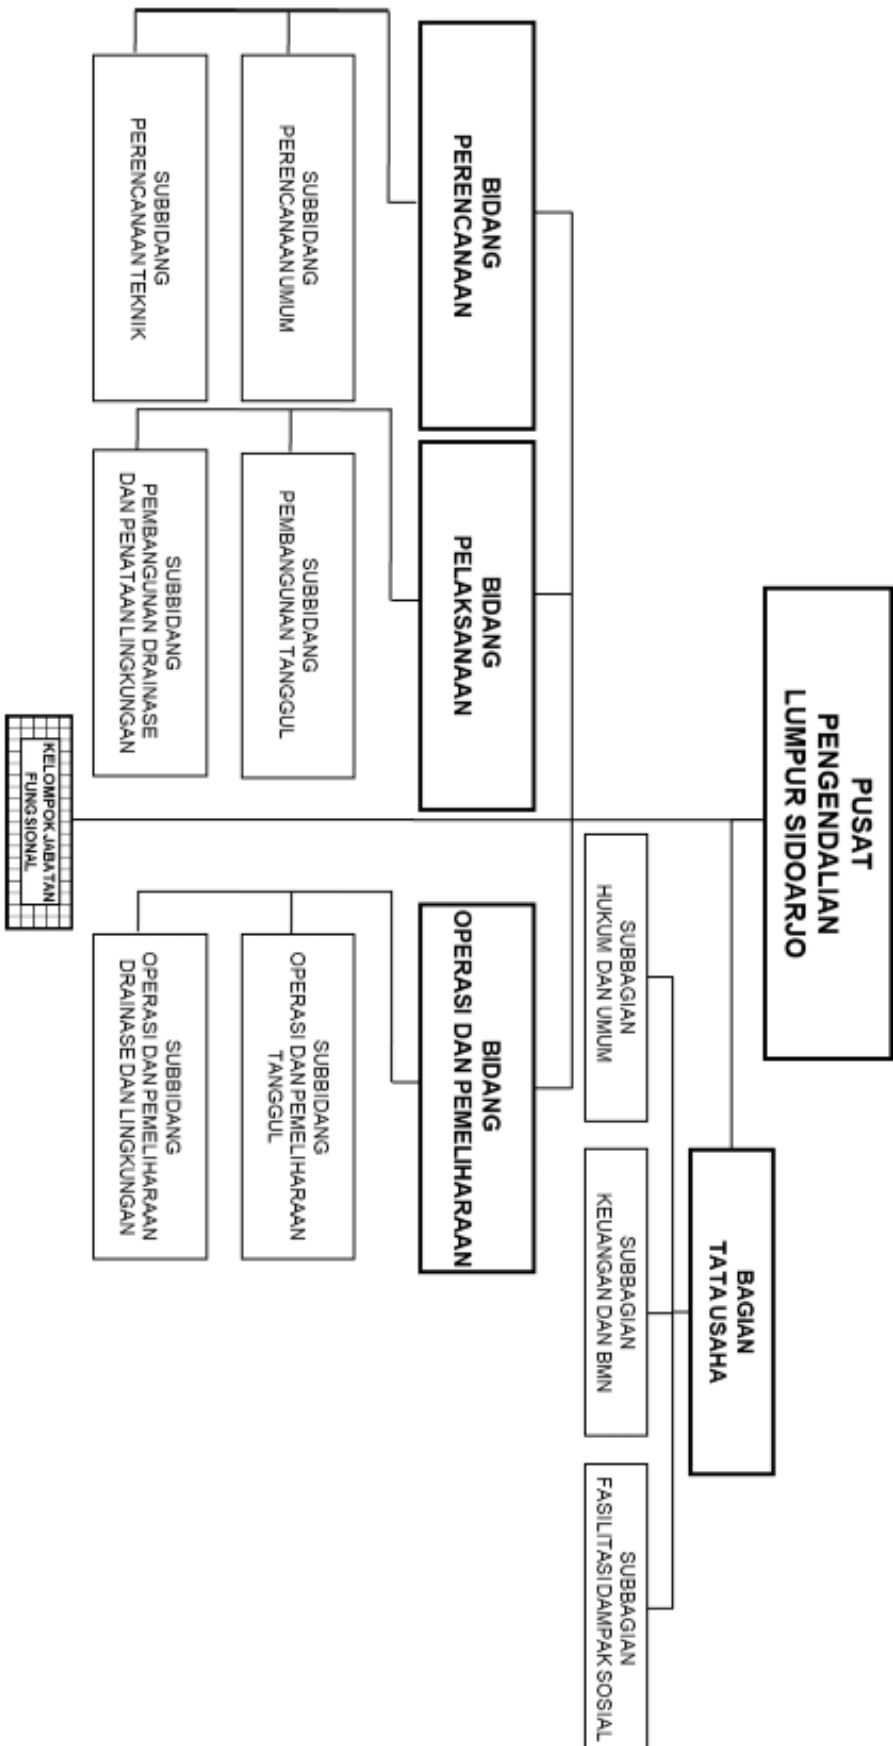 PUSAT
PENGENDALIAN
LUMPUR SIDOARJO
BAGIAN
TATA USAHA
SUBBAGIAN
HUKUM DAN UMUM
SUBBAGIAN
KEUANGAN DAN BMN
SUBBAGIAN
FASILITASI DAMPAK SOSIAL
BIDANG
PERENCANAAN
BIDANG
PELAKSANAAN
BIDANG
OPERASI DAN PEMELIHARAAN
SUBBIDANG
PERENCANAAN UMUM
SUBBIDANG
PEMBANGUNAN TANGGUL
SUBBIDANG
OPERASI DAN PEMELIHARAAN
TANGGUL
SUBBIDANG
PERENCANAAN TEKNIK
SUBBIDANG
PEMBANGUNAN DRAINASE
DAN PENATAAN LINGKUNGAN
SUBBIDANG
OPERASI DAN PEMELIHARAAN
DRAINASE DAN LINGKUNGAN
KELOMPOK JABATAN
FUNGSIONAL